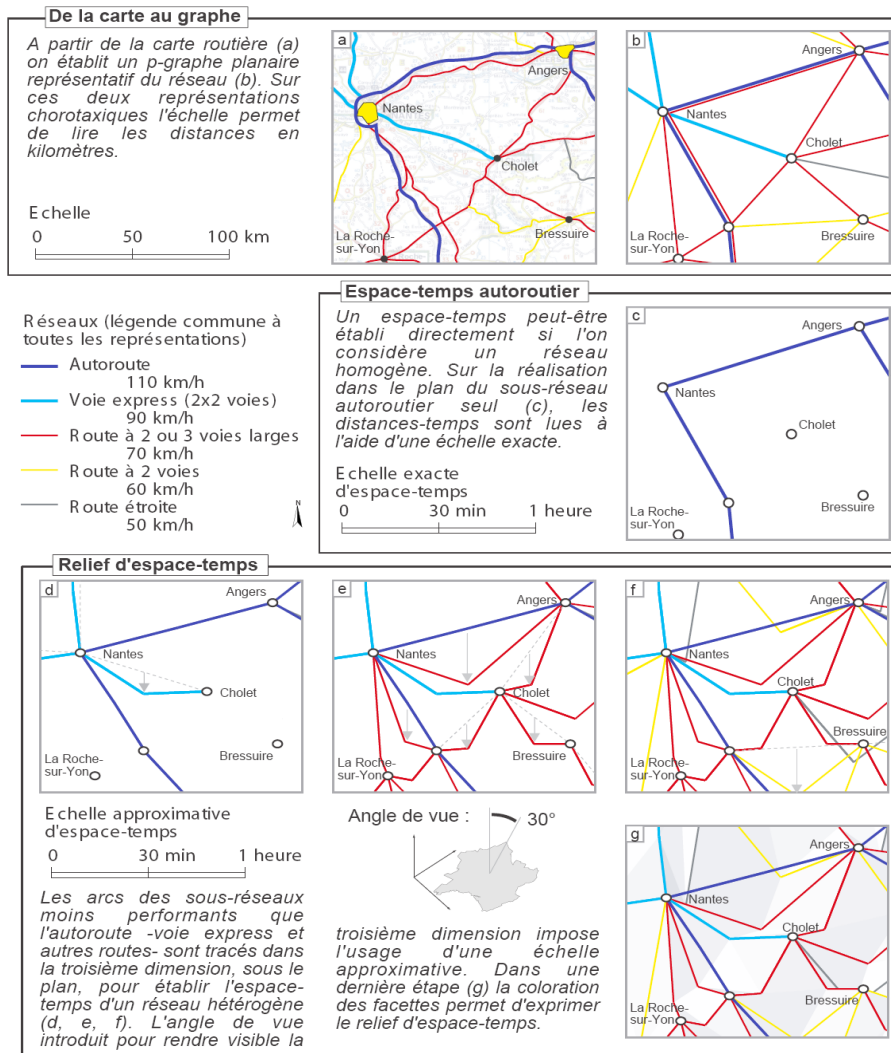 De la carte au graphe
A partir de la carte routière (a)
on établit un p-graphe planaire
représentatif du réseau (b). Sur
ces deux représentations
chorotaxiques l'échelle permet
de lire les distances en
kilomètres.
Echelle
0 50 100 km
a
Angers
Nantes
Cholet
La Roche-
sur-Yon
Bressuire
b
Angers
Nantes
Cholet
La Roche-
sur-Yon
Bressuire
Réseaux (légende commune à
toutes les représentations)
Autoroute
110 km/h
Voie express (2x2 voies)
90 km/h
Route à 2 ou 3 voies larges
70 km/h
Route à 2 voies
60 km/h
Route étroite
50 km/h
N
Espace-temps autoroutier
Un espace-temps peut-être
établi directement si l'on
considère un réseau
homogène. Sur la réalisation
dans le plan du sous-réseau
autoroutier seul (c), les
distances-temps sont lues à
l'aide d'une échelle exacte.
Echelle exacte
d'espace-temps
0 30 min 1 heure
c
Angers
Nantes
Cholet
La Roche-
sur-Yon
Bressuire
Relief d'espace-temps
d
Angers
Nantes
Cholet
La Roche-
sur-Yon
Bressuire
e
Angers
Nantes
Cholet
La Roche-
sur-Yon
Bressuire
f
Angers
Nantes
Cholet
La Roche-
sur-Yon
Bressuire
Echelle approximative
d'espace-temps
0 30 min 1 heure
Les arcs des sous-réseaux
moins performants que
l'autoroute -voie express et
autres routes- sont tracés dans
la troisième dimension, sous le
plan, pour établir l'espace-
temps d'un réseau hétérogène
(d, e, f). L'angle de vue
introduit pour rendre visible la
Angle de vue :
30°
troisième dimension impose
l'usage d'une échelle
approximative. Dans une
dernière étape (g) la coloration
des facettes permet d'exprimer
le relief d'espace-temps.
g
Angers
Nantes
Cholet
La Roche-
sur-Yon
Bressuire